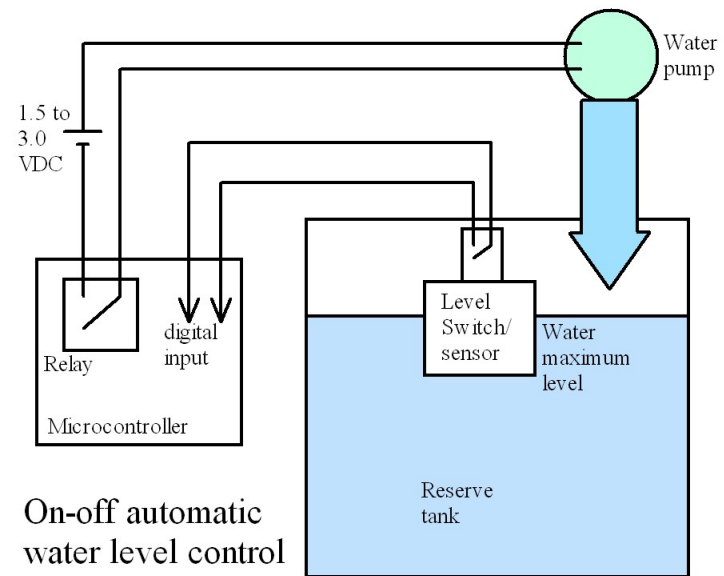 Water
pump
1.5 to
3.0
VDC
Level
Switch/
sensor
Water
maximum
level
digital
input
Relay
Microcontroller
Reserve
tank
On-off automatic
water level control